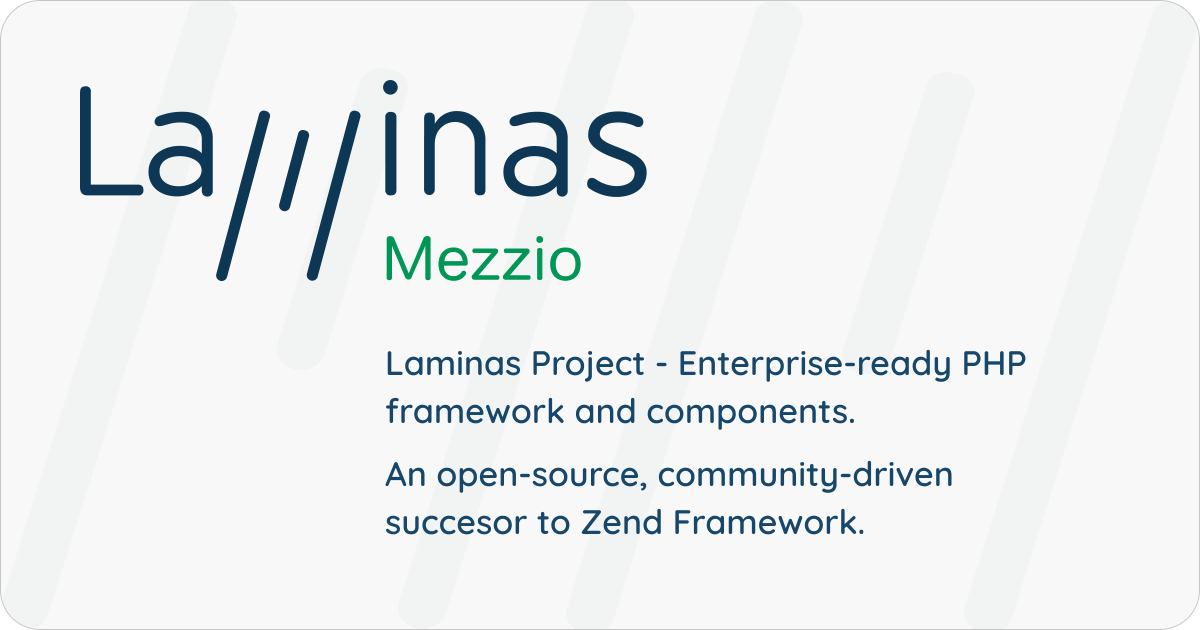 Laminas
Mezzio
Laminas Project - Enterprise-ready PHP
framework and components.
An open-source, community-driven
succesor to Zend Framework.